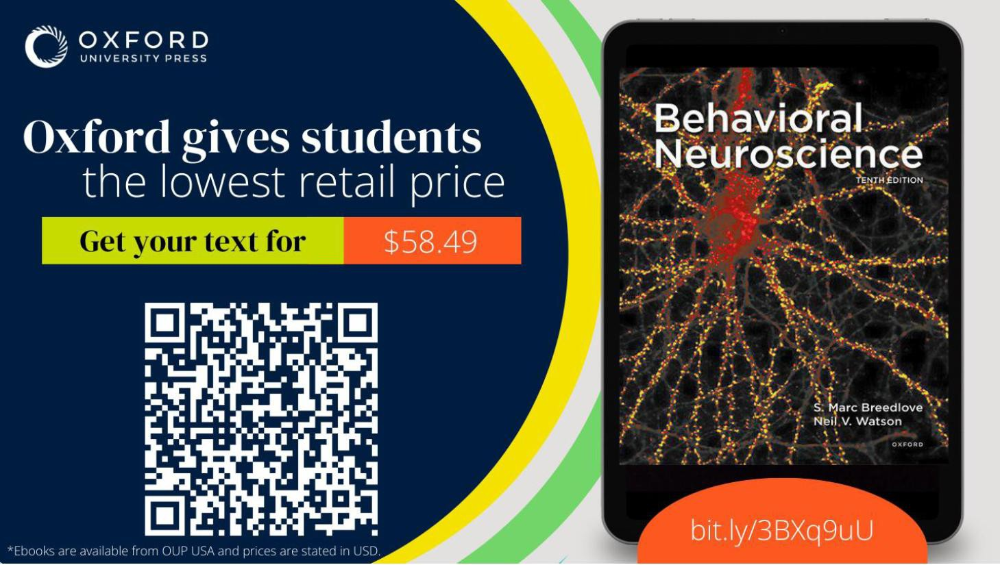 OXFORD
UNIVERSITY PRESS
Oxford gives students
the lowest retail price
Get your text for $58.49
*Ebooks are available from OUP USA and prices are stated in USD.
Behavioral
Neuroscience
TENTH EDITION
S. Marc Breedlove
Neil V. Watson
OXFORD
bit.ly/3BXq9uU